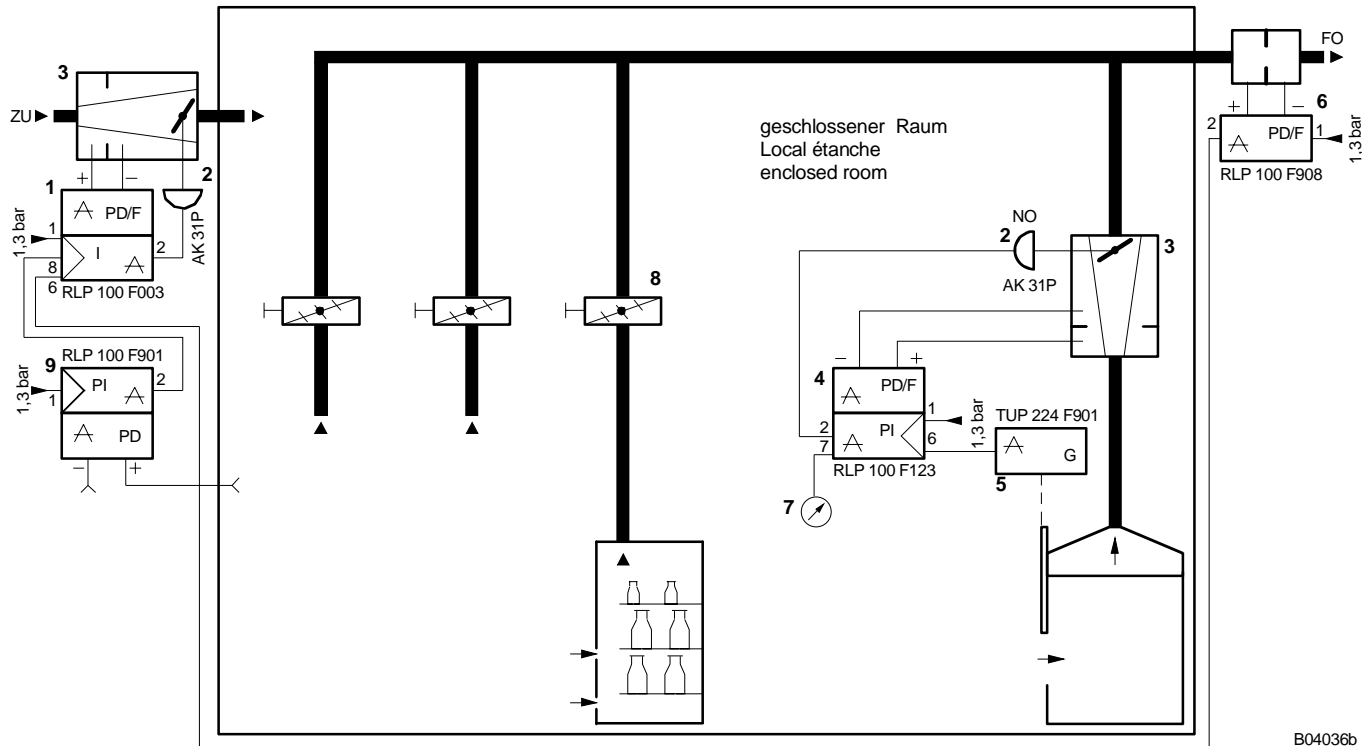 3
ZU
+ −
1
2
PD/F
1
1,3 bar
I
2
8
6
AK 31P
RLP 100 F003
RLP 100 F901
9
PI
2
1,3 bar
1
PD
− +
8
geschlossener Raum
Local étanche
enclosed room
NO
2
AK 31P
3
− +
4
PD/F
1
1,3 bar
2
PI
7
6
RLP 100 F123
7
TUP 224 F901
G
5
FO
+ −
6
2
PD/F
1
1,3 bar
RLP 100 F908
B04036b